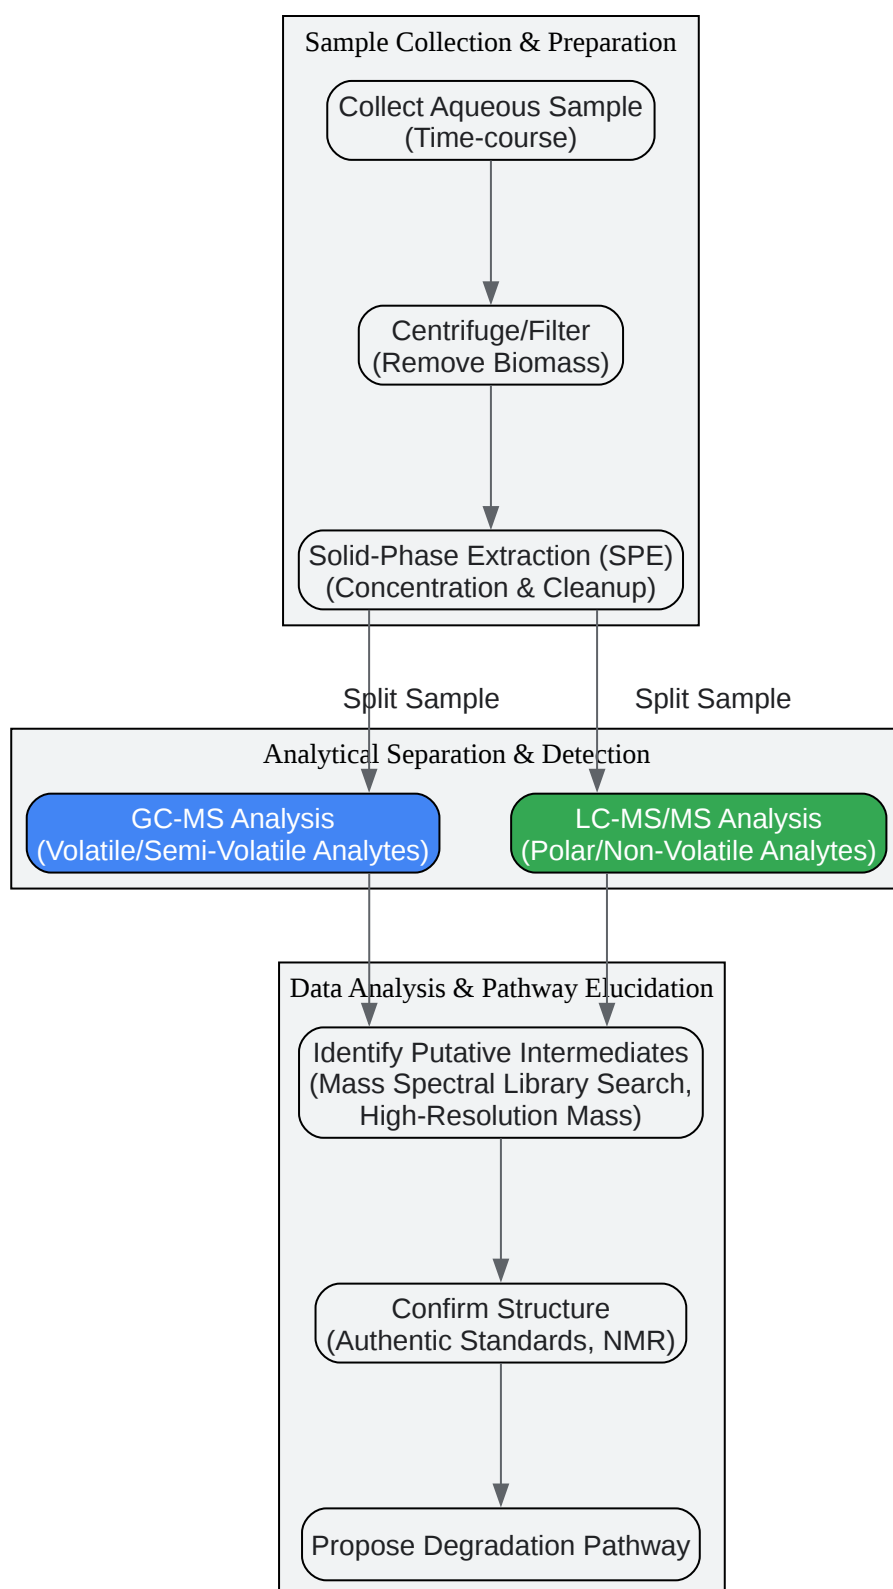 Sample Collection & Preparation
Collect Aqueous Sample
(Time-course)
Centrifuge/Filter
(Remove Biomass)
Solid-Phase Extraction (SPE)
(Concentration & Cleanup)
Split Sample
Split Sample
Analytical Separation & Detection
GC-MS Analysis
(Volatile/Semi-Volatile Analytes)
LC-MS/MS Analysis
(Polar/Non-Volatile Analytes)
Data Analysis & Pathway Elucidation
Identify Putative Intermediates
(Mass Spectral Library Search,
High-Resolution Mass)
Confirm Structure
(Authentic Standards, NMR)
Propose Degradation Pathway